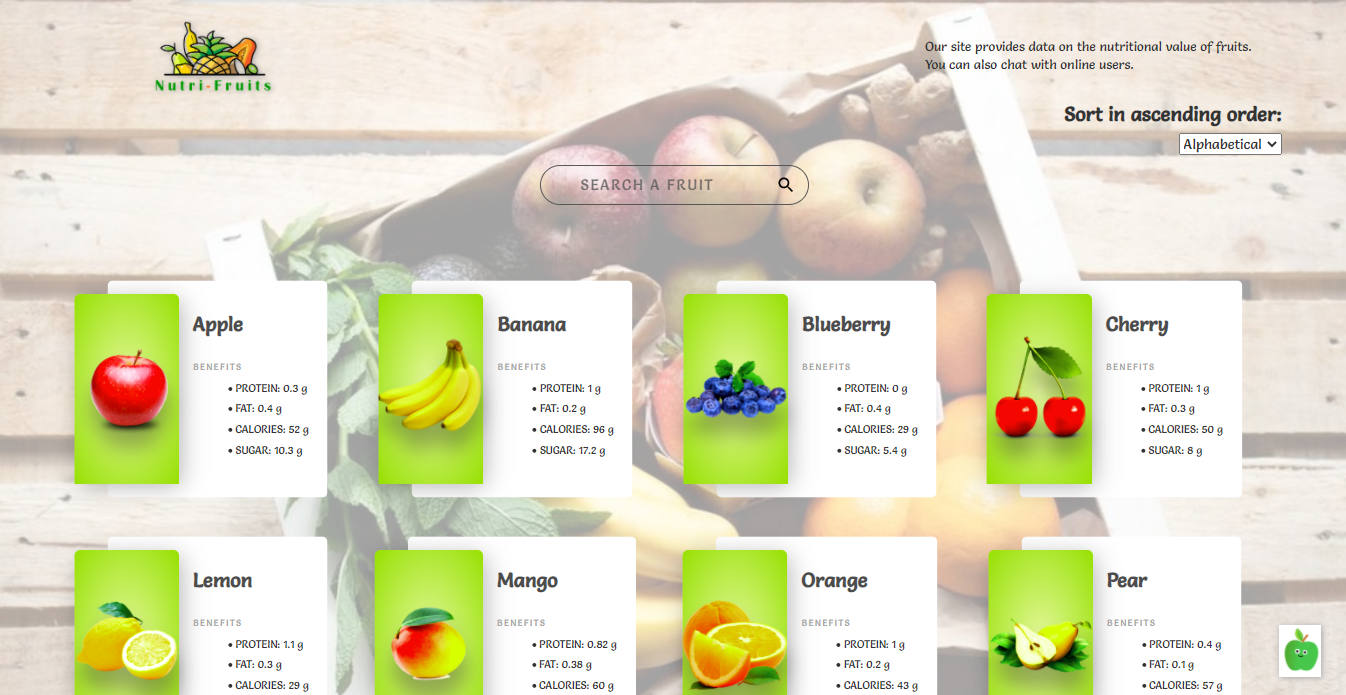 Nutri-Fruits
Our site provides data on the nutritional value of fruits.
You can also chat with online users.
Sort in ascending order:
Alphabetical
SEARCH A FRUIT
Apple
BENEFITS
• PROTEIN: 0.3 g
• FAT: 0.4 g
• CALORIES: 52 g
• SUGAR: 10.3 g
Banana
BENEFITS
• PROTEIN: 1 g
• FAT: 0.2 g
• CALORIES: 96 g
• SUGAR: 17.2 g
Blueberry
BENEFITS
• PROTEIN: 0 g
• FAT: 0.4 g
• CALORIES: 29 g
• SUGAR: 5.4 g
Cherry
BENEFITS
• PROTEIN: 1 g
• FAT: 0.3 g
• CALORIES: 50 g
• SUGAR: 8 g
Lemon
BENEFITS
• PROTEIN: 1.1 g
• FAT: 0.3 g
• CALORIES: 29 g
Mango
BENEFITS
• PROTEIN: 0.82 g
• FAT: 0.38 g
• CALORIES: 60 g
Orange
BENEFITS
• PROTEIN: 1 g
• FAT: 0.2 g
• CALORIES: 43 g
Pear
BENEFITS
• PROTEIN: 0.4 g
• FAT: 0.1 g
• CALORIES: 57 g